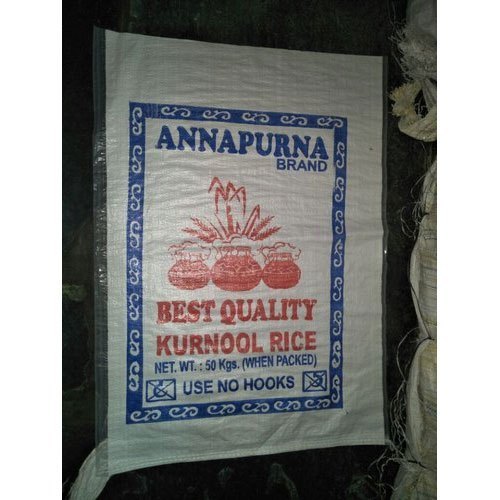 ANNAPURNA
BRAND
BEST QUALITY
KURNOOL RICE
NET. WT. : 50 Kgs. (WHEN PACKED)
USE NO HOOKS